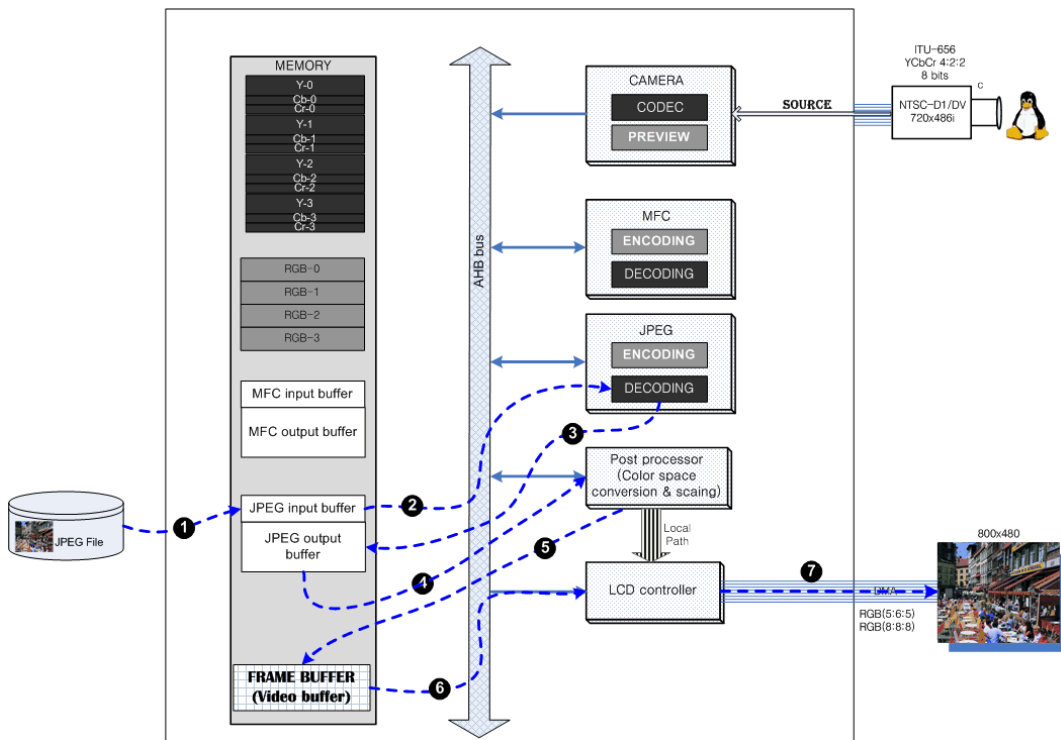 MEMORY
Y-0
Cb-0
Cr-0
Y-1
Cb-1
Cr-1
Y-2
Cb-2
Cr-2
Y-3
Cb-3
Cr-3
RGB-0
RGB-1
RGB-2
RGB-3
MFC input buffer
MFC output buffer
JPEG input buffer
JPEG output
buffer
FRAME BUFFER
(Video buffer)
JPEG File
1
2
3
4
5
6
7
AHB bus
CAMERA
CODEC
PREVIEW
MFC
ENCODING
DECODING
JPEG
ENCODING
DECODING
Post processor
(Color space
conversion & scaing)
Local
Path
LCD controller
SOURCE
ITU-656
YCbCr 4:2:2
8 bits
C
NTSC-D1/DV
720x486i
800x480
DMA
RGB(5:6:5)
RGB(8:8:8)